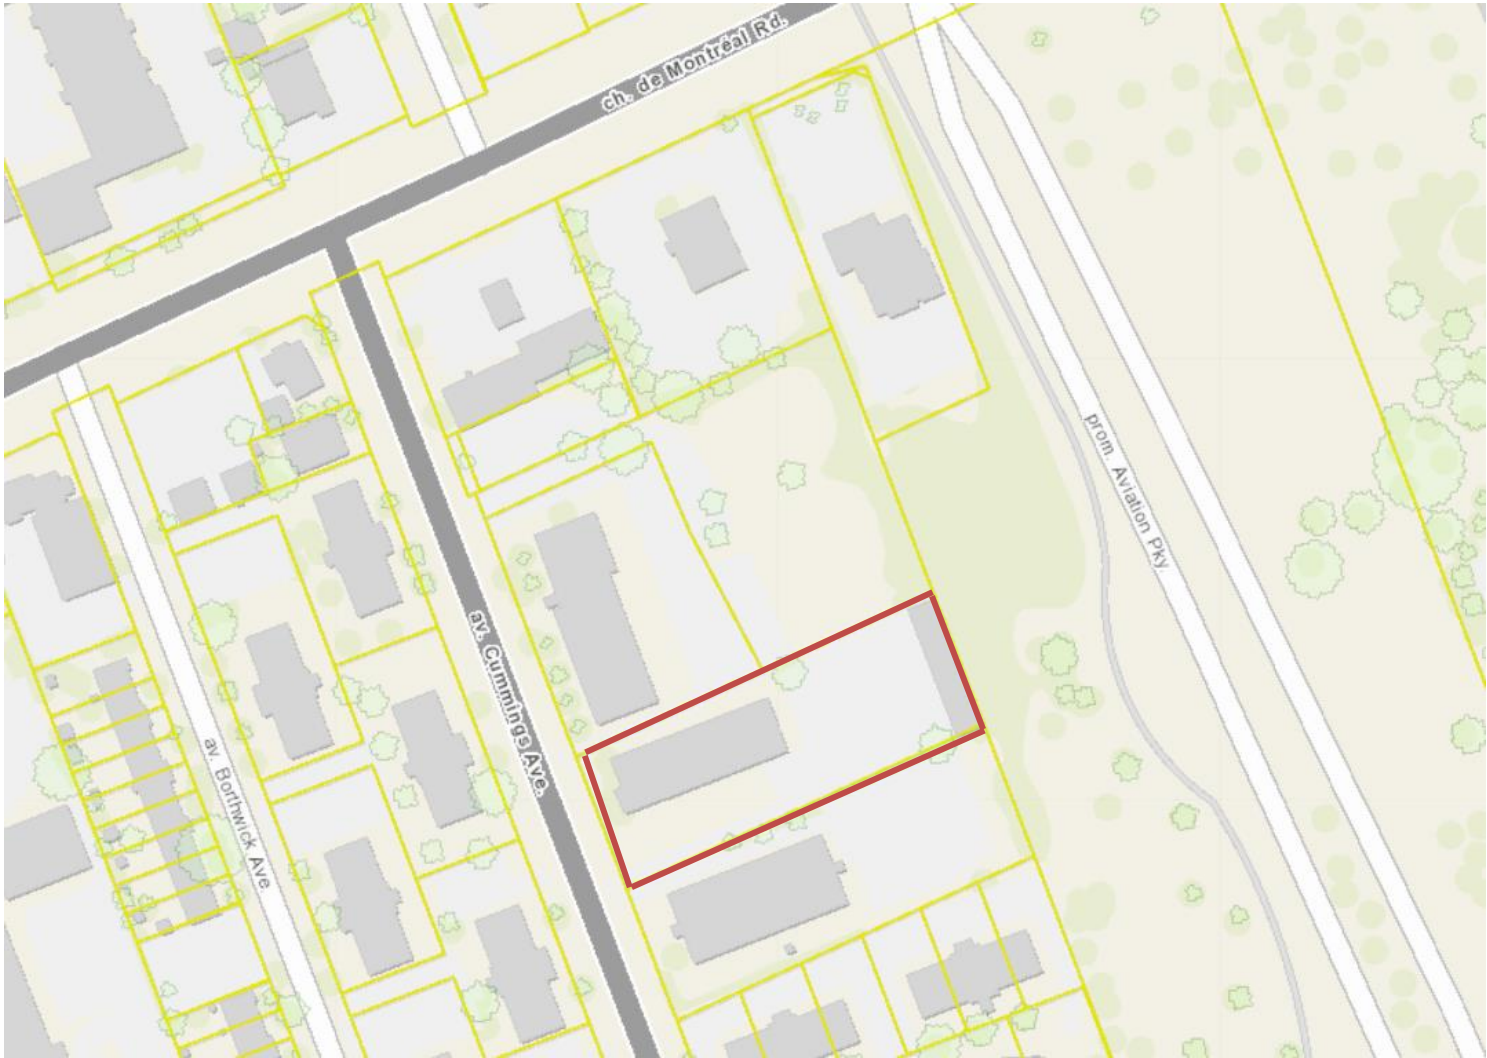 ch. de Montréal Rd.
prom. Aviation Pky.
av. Cummings Ave.
av. Borthwick Ave.